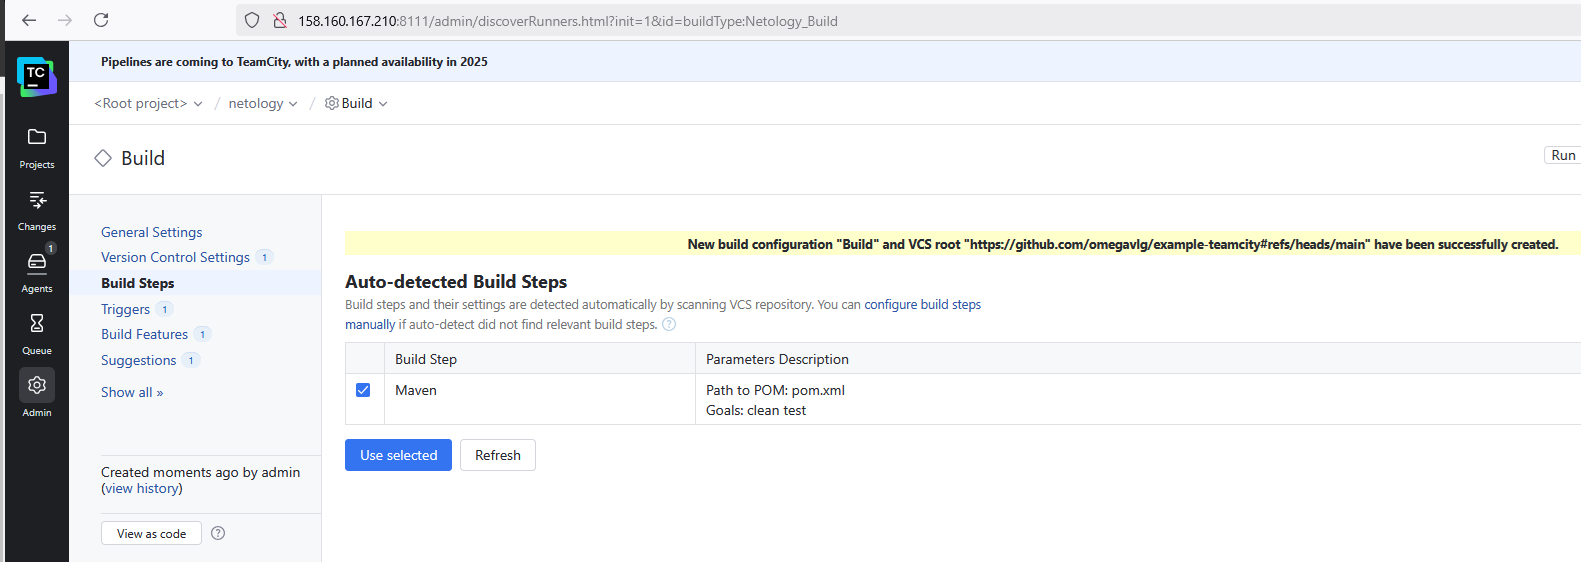 158.160.167.210:8111/admin/discoverRunners.html?init=1&id=buildType:Netology_Build
TC
Pipelines are coming to TeamCity, with a planned availability in 2025
<Root project> / netology / Build
Projects
Changes
1
Agents
Queue
Admin
Build
Run
General Settings
Version Control Settings 1
Build Steps
Triggers 1
Build Features 1
Suggestions 1
Show all »
Created moments ago by admin
(view history)
View as code ?
New build configuration "Build" and VCS root "https://github.com/omegavlg/example-teamcity#refs/heads/main" have been successfully created.
Auto-detected Build Steps
Build steps and their settings are detected automatically by scanning VCS repository. You can configure build steps
manually if auto-detect did not find relevant build steps. ?
Build Step Parameters Description
Maven Path to POM: pom.xml
Goals: clean test
Use selected Refresh